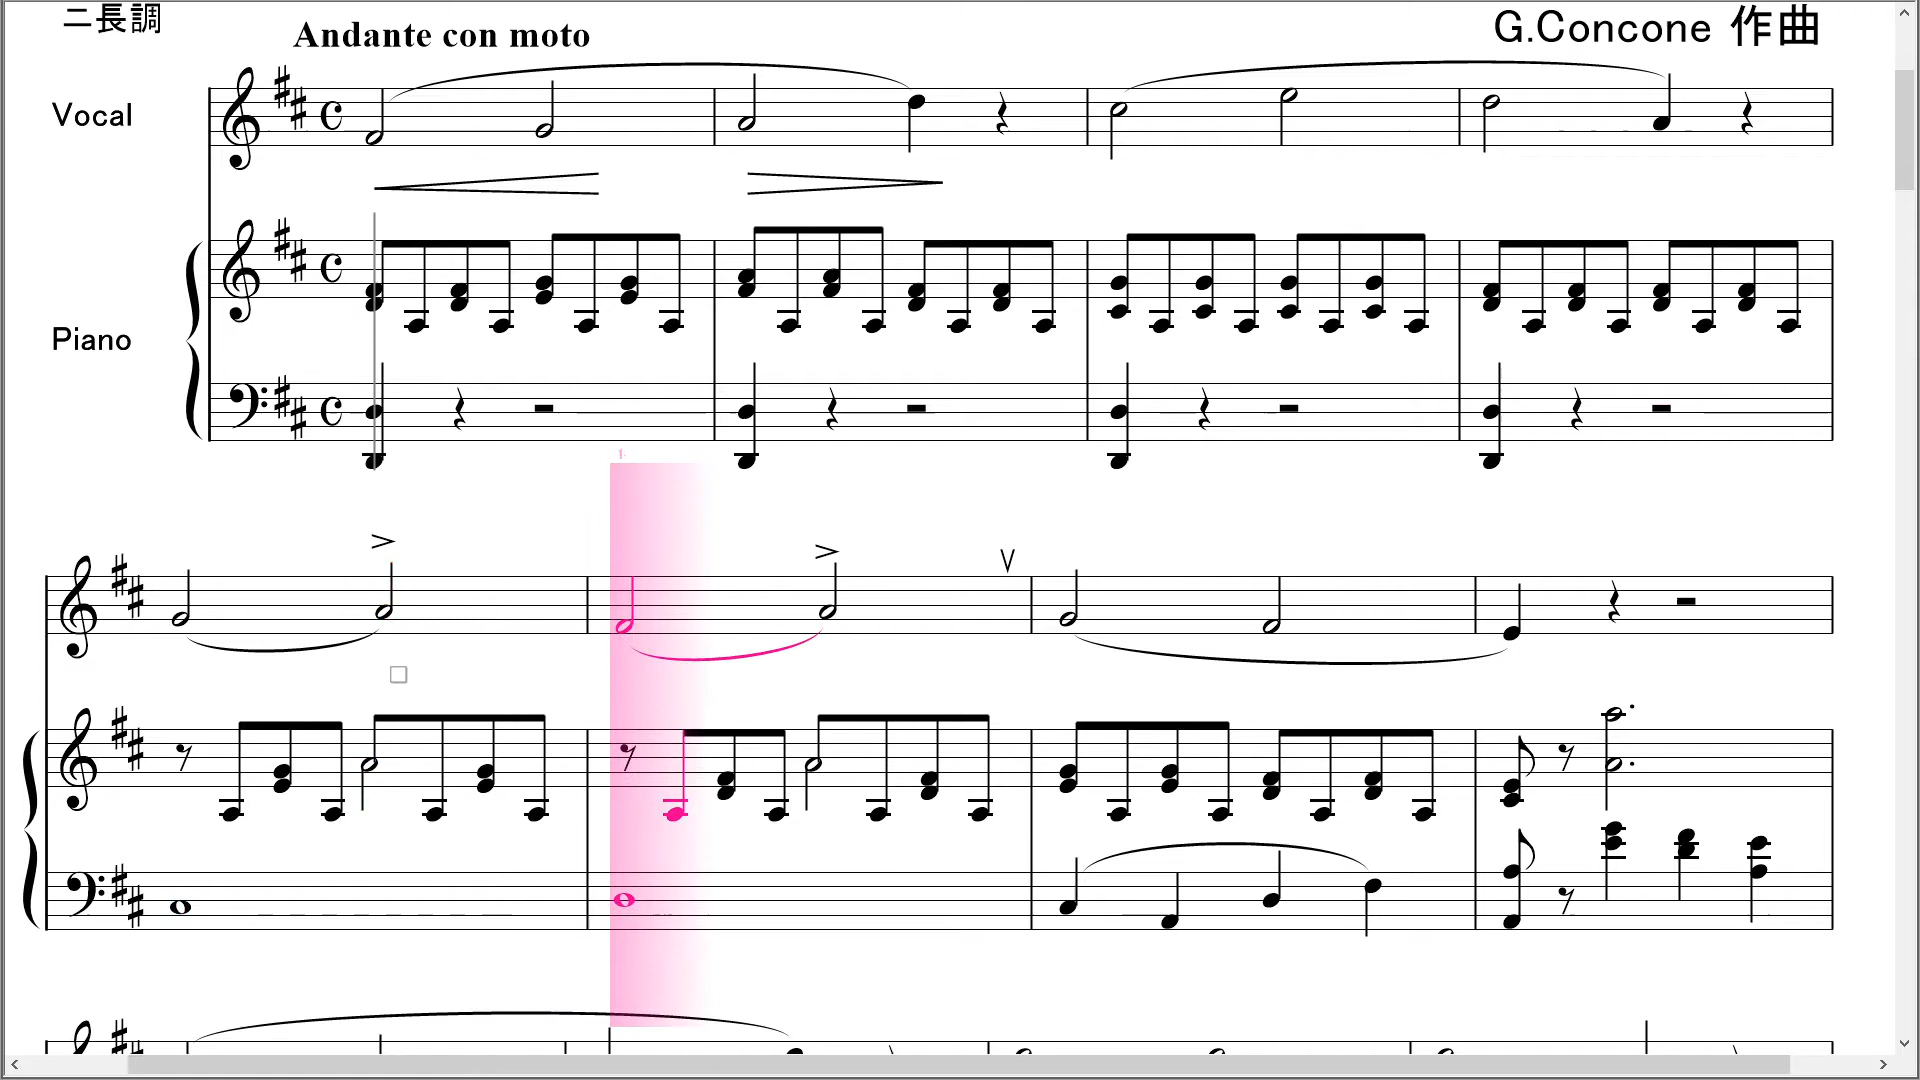 ニ長調
Andante con moto
G.Concone 作曲
Vocal
Piano